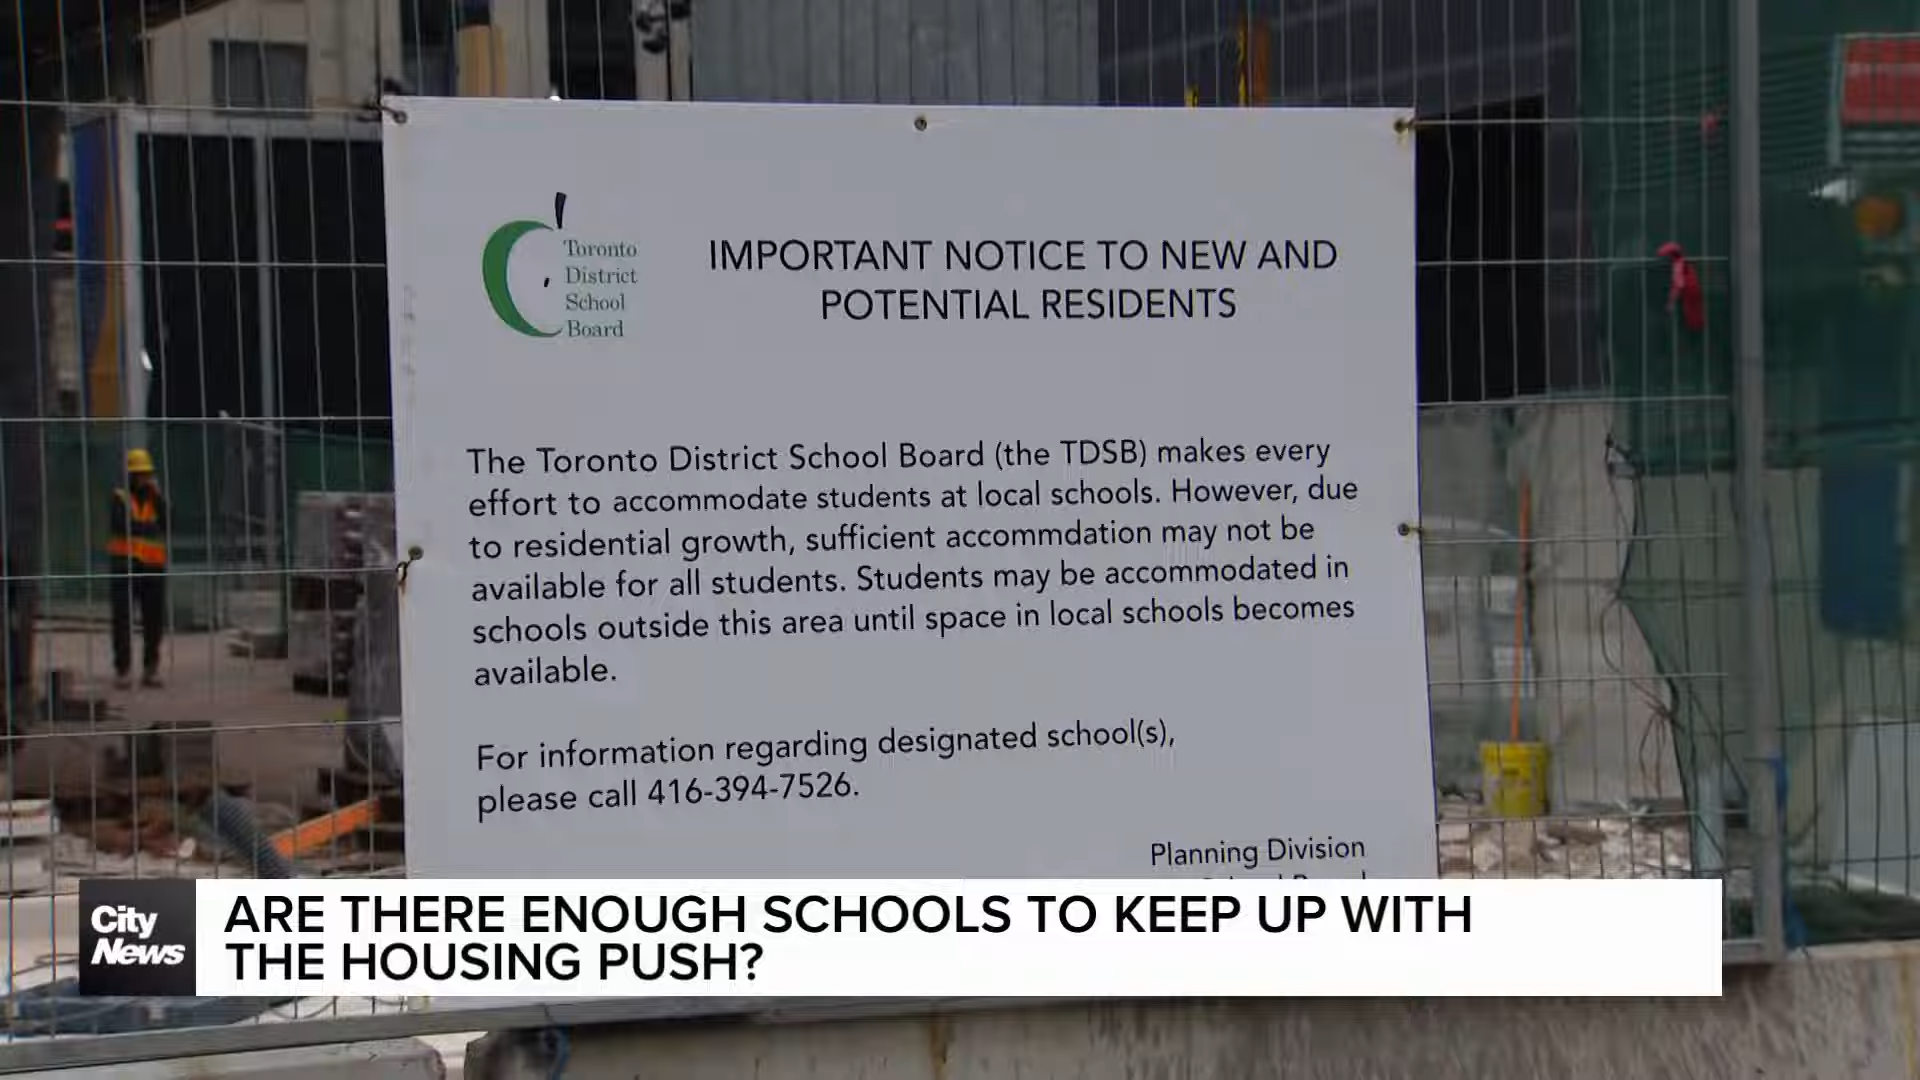 Toronto
District
School
Board
IMPORTANT NOTICE TO NEW AND
POTENTIAL RESIDENTS
The Toronto District School Board (the TDSB) makes every
effort to accommodate students at local schools. However, due
to residential growth, sufficient accommdation may not be
available for all students. Students may be accommodated in
schools outside this area until space in local schools becomes
available.
For information regarding designated school(s),
please call 416-394-7526.
Planning Division
City
News
ARE THERE ENOUGH SCHOOLS TO KEEP UP WITH
THE HOUSING PUSH?